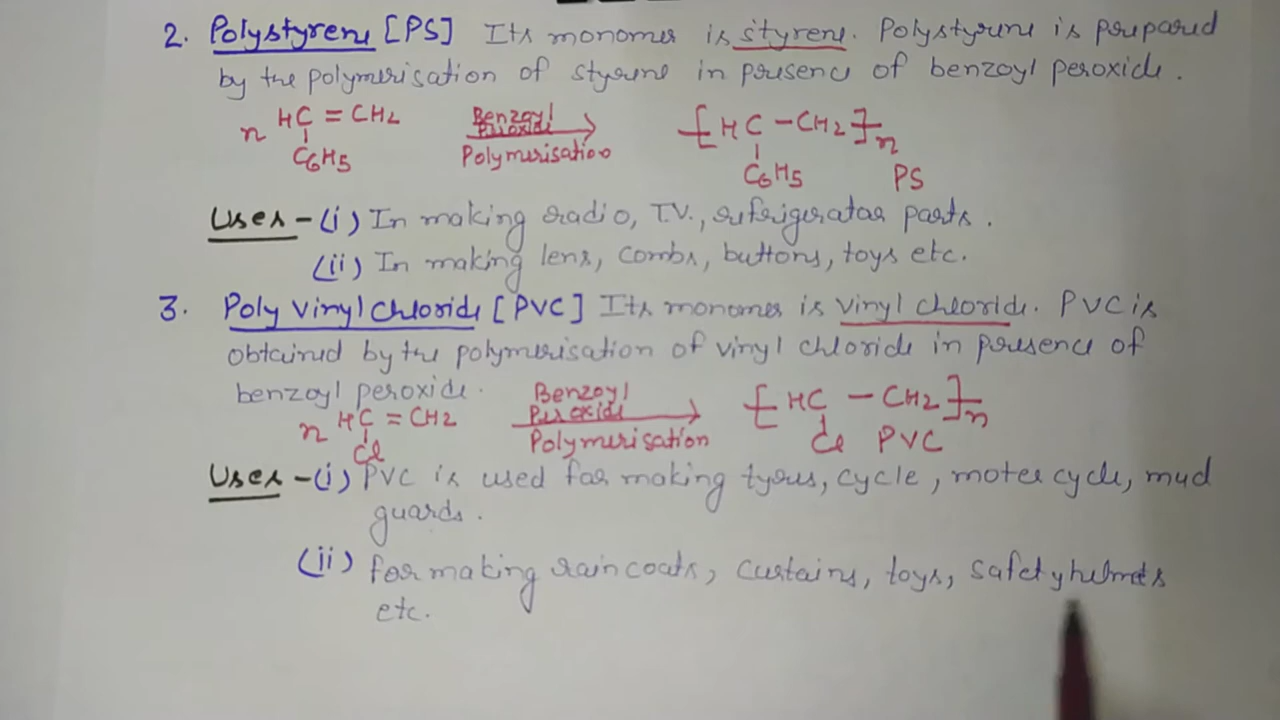 2. Polystyrene [PS] Its monomer is styrene. Polystyrene is prepared
by the polymerisation of styrene in presence of benzoyl peroxide.
n HC = CH2 Benzoyl Peroxide Polymerisation [HC - CH2]n
C6H5 C6H5 PS
Uses - (i) In making radio, T.V., refrigerator parts.
(ii) In making lens, combs, buttons, toys etc.
3. Poly Vinyl Chloride [PVC] Its monomer is vinyl chloride. PVC is
obtained by the polymerisation of vinyl chloride in presence of
benzoyl peroxide.
n HC = CH2 Benzoyl Peroxide Polymerisation [HC - CH2]n
Cl Cl PVC
Uses - (i) PVC is used for making tyres, cycle, moter cycle, mud
guards.
(ii) for making raincoats, curtains, toys, safety helmets
etc.